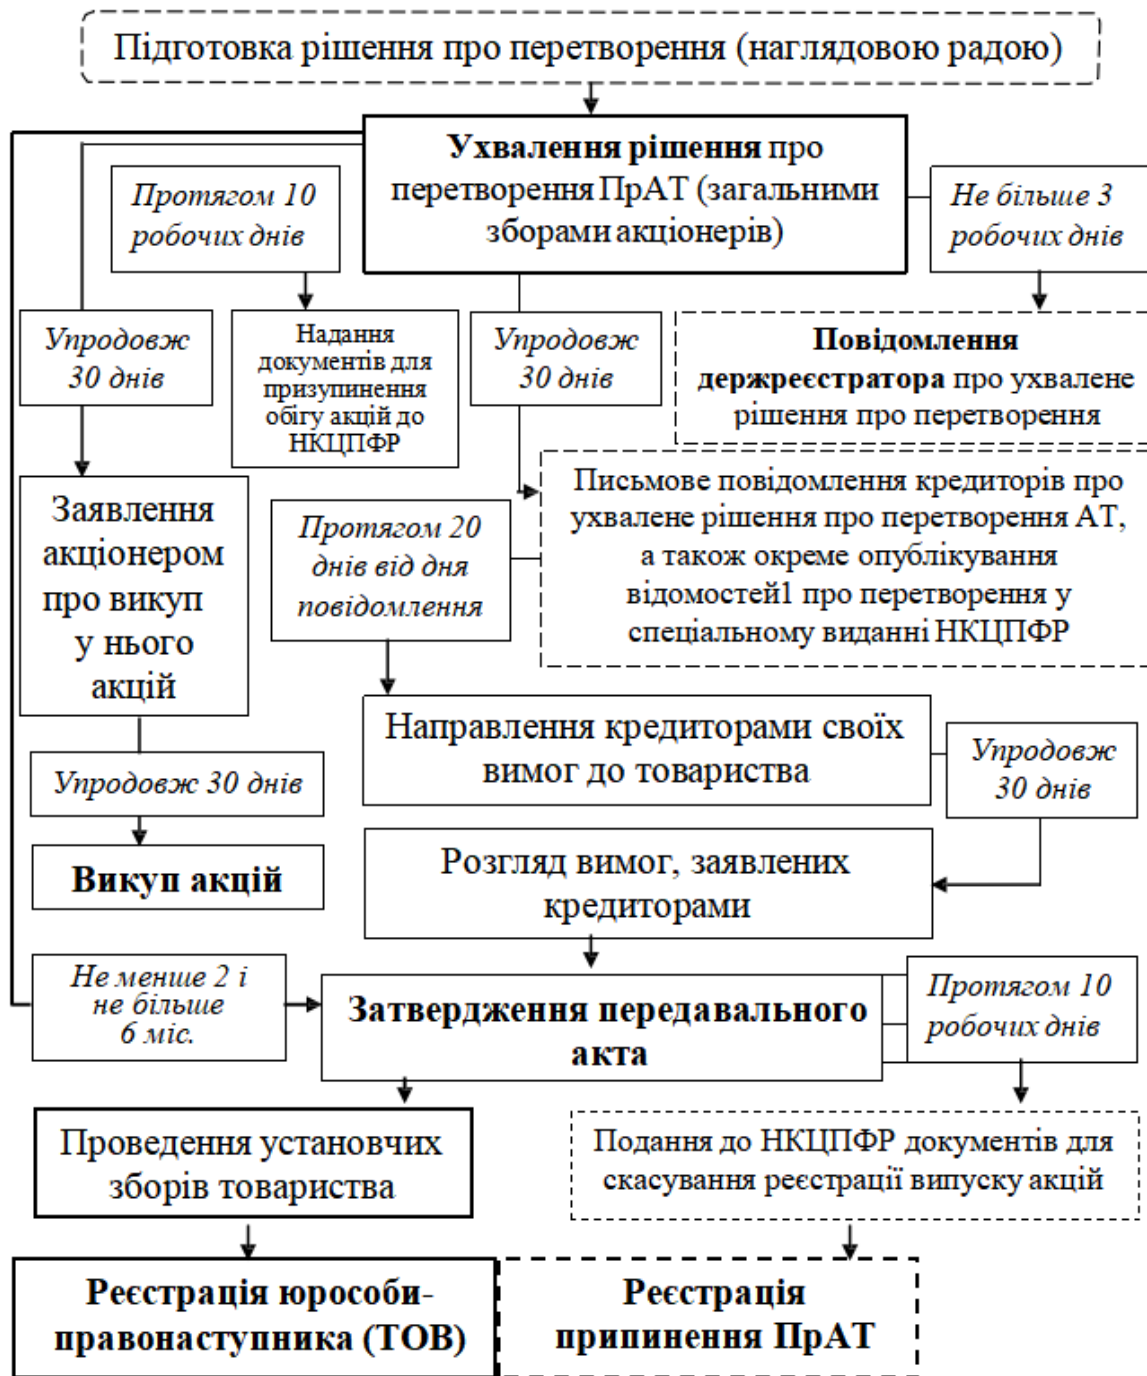 Підготовка рішення про перетворення (наглядовою радою)
Ухвалення рішення про
перетворення ПрАТ (загальними
зборами акціонерів)
Протягом 10
робочих днів
Не більше 3
робочих днів
Упродовж
30 днів
Надання
документів для
призупинення
обігу акцій до
НКЦПФР
Упродовж
30 днів
Повідомлення
держреєстратора про ухвалене
рішення про перетворення
Заявлення
акціонером
про викуп
у нього
акцій
Протягом 20
днів від дня
повідомлення
Письмове повідомлення кредиторів про
ухвалене рішення про перетворення АТ,
а також окреме опублікування
відомостей1 про перетворення у
спеціальному виданні НКЦПФР
Направлення кредиторами своїх
вимог до товариства
Упродовж
30 днів
Упродовж 30 днів
Викуп акцій
Розгляд вимог, заявлених
кредиторами
Не менше 2 і
не більше
6 міс.
Затвердження передавального
акта
Протягом 10
робочих днів
Проведення установчих
зборів товариства
Подання до НКЦПФР документів для
скасування реєстрації випуску акцій
Реєстрація юрособи-
правонаступника (ТОВ)
Реєстрація
припинення ПрАТ